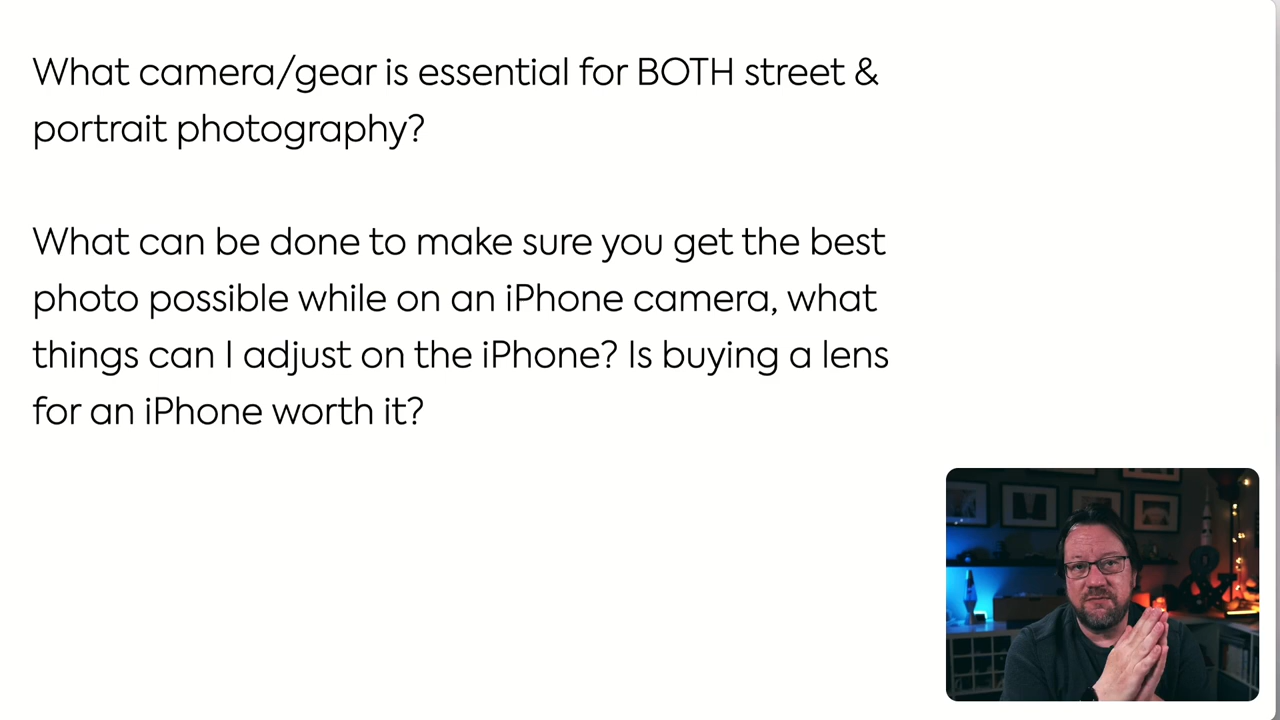 What camera/gear is essential for BOTH street &
portrait photography?
What can be done to make sure you get the best
photo possible while on an iPhone camera, what
things can I adjust on the iPhone? Is buying a lens
for an iPhone worth it?